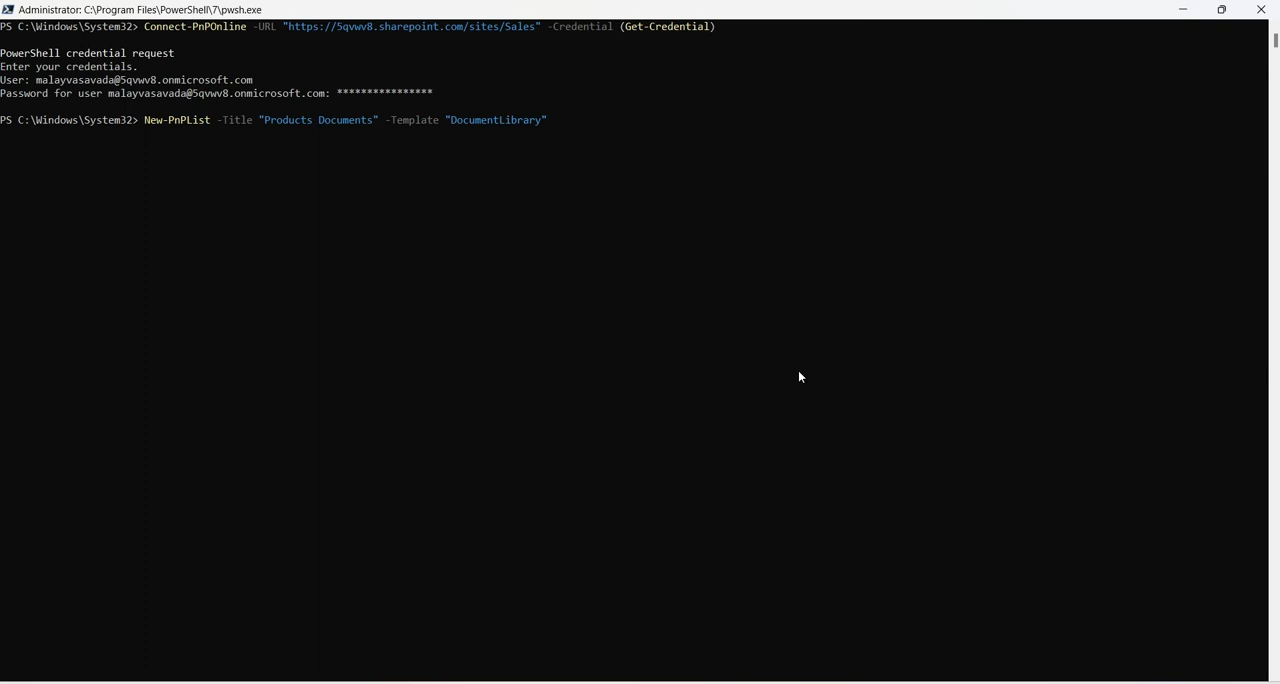 Administrator: C:\Program Files\PowerShell\7\pwsh.exe
PS C:\Windows\System32> Connect-PnPOnline -URL "https://5qvwv8.sharepoint.com/sites/Sales" -Credential (Get-Credential)
PowerShell credential request
Enter your credentials.
User: malayvasavada@5qvwv8.onmicrosoft.com
Password for user malayvasavada@5qvwv8.onmicrosoft.com: ****************
PS C:\Windows\System32> New-PnPList -Title "Products Documents" -Template "DocumentLibrary"